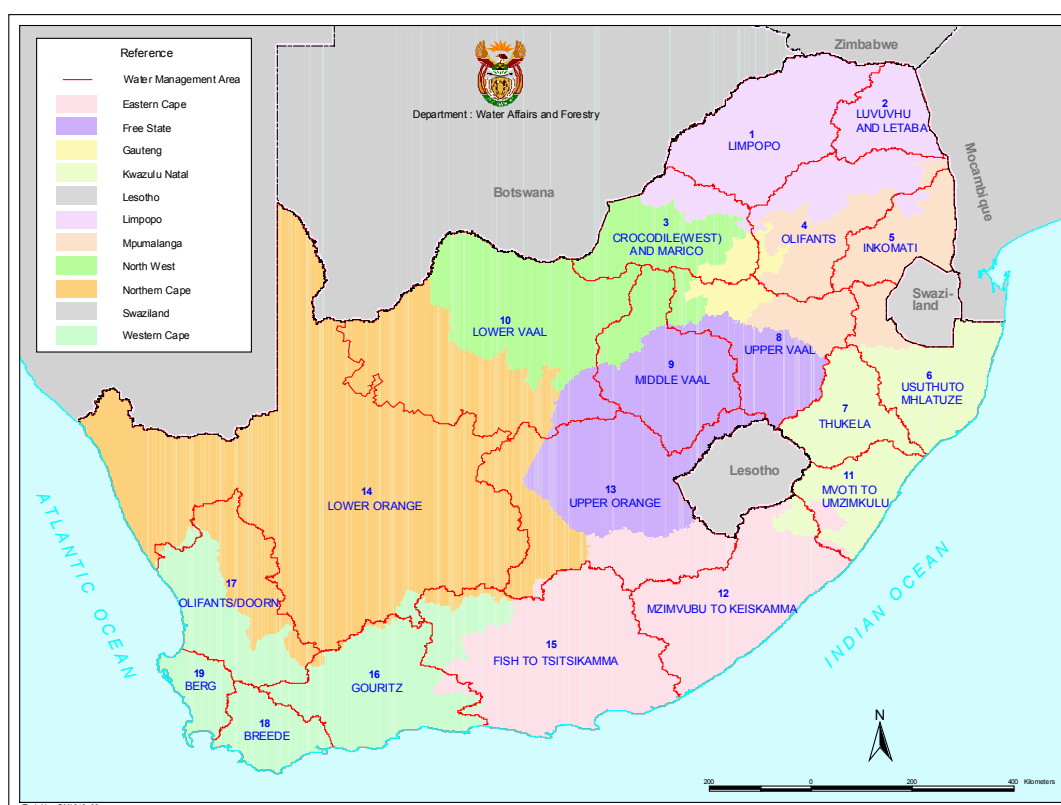 Reference
Water Management Area
Eastern Cape
Free State
Gauteng
Kwazulu Natal
Lesotho
Limpopo
Mpumalanga
North West
Northern Cape
Swaziland
Western Cape
Department : Water Affairs and Forestry
Zimbabwe
Botswana
Mocambique
Swazi-
land
Lesotho
1
LIMPOPO
2
LUVUVHU
AND LETABA
3
CROCODILE(WEST)
AND MARICO
4
OLIFANTS
5
INKOMATI
6
USUTHUTO
MHLATUZE
7
THUKELA
8
UPPER VAAL
9
MIDDLE VAAL
10
LOWER VAAL
11
MVOTI TO
UMZIMKULU
12
MZIMVUBU TO KEISKAMMA
13
UPPER ORANGE
14
LOWER ORANGE
15
FISH TO TSITSIKAMMA
16
GOURITZ
17
OLIFANTS/DOORN
18
BREEDE
19
BERG
ATLANTIC OCEAN
INDIAN OCEAN
N
200 0 200 400 Kilometers